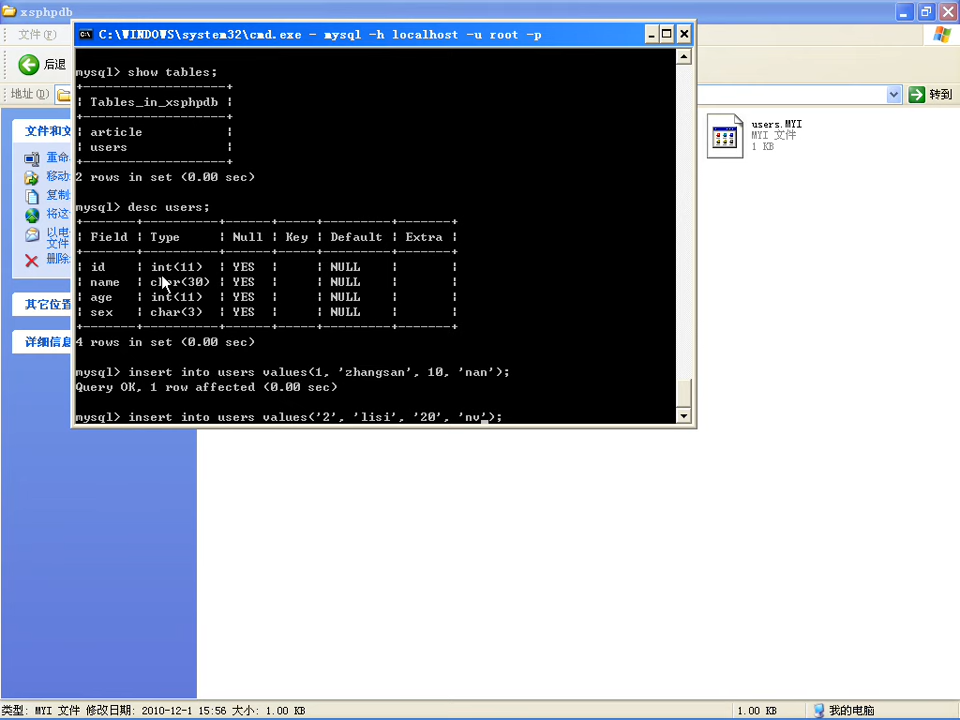 xsphpdb
文件(F)
后退
地址(D)
转到
C:\WINDOWS\system32\cmd.exe - mysql -h localhost -u root -p
mysql> show tables;
+-------------------+
| Tables_in_xsphpdb |
+-------------------+
| article           |
| users             |
+-------------------+
2 rows in set (0.00 sec)
mysql> desc users;
+-------+----------+------+-----+---------+-------+
| Field | Type     | Null | Key | Default | Extra |
+-------+----------+------+-----+---------+-------+
| id    | int(11)  | YES  |     | NULL    |       |
| name  | char(30) | YES  |     | NULL    |       |
| age   | int(11)  | YES  |     | NULL    |       |
| sex   | char(3)  | YES  |     | NULL    |       |
+-------+----------+------+-----+---------+-------+
4 rows in set (0.00 sec)
mysql> insert into users values(1, 'zhangsan', 10, 'nan');
Query OK, 1 row affected (0.00 sec)
mysql> insert into users values('2', 'lisi', '20', 'nv');
文件和文
重命
移动
复制
将这
以电
文件
删除
其它位置
详细信息
users.MYI
MYI 文件
1 KB
类型: MYI 文件 修改日期: 2010-12-1 15:56 大小: 1.00 KB
1.00 KB
我的电脑